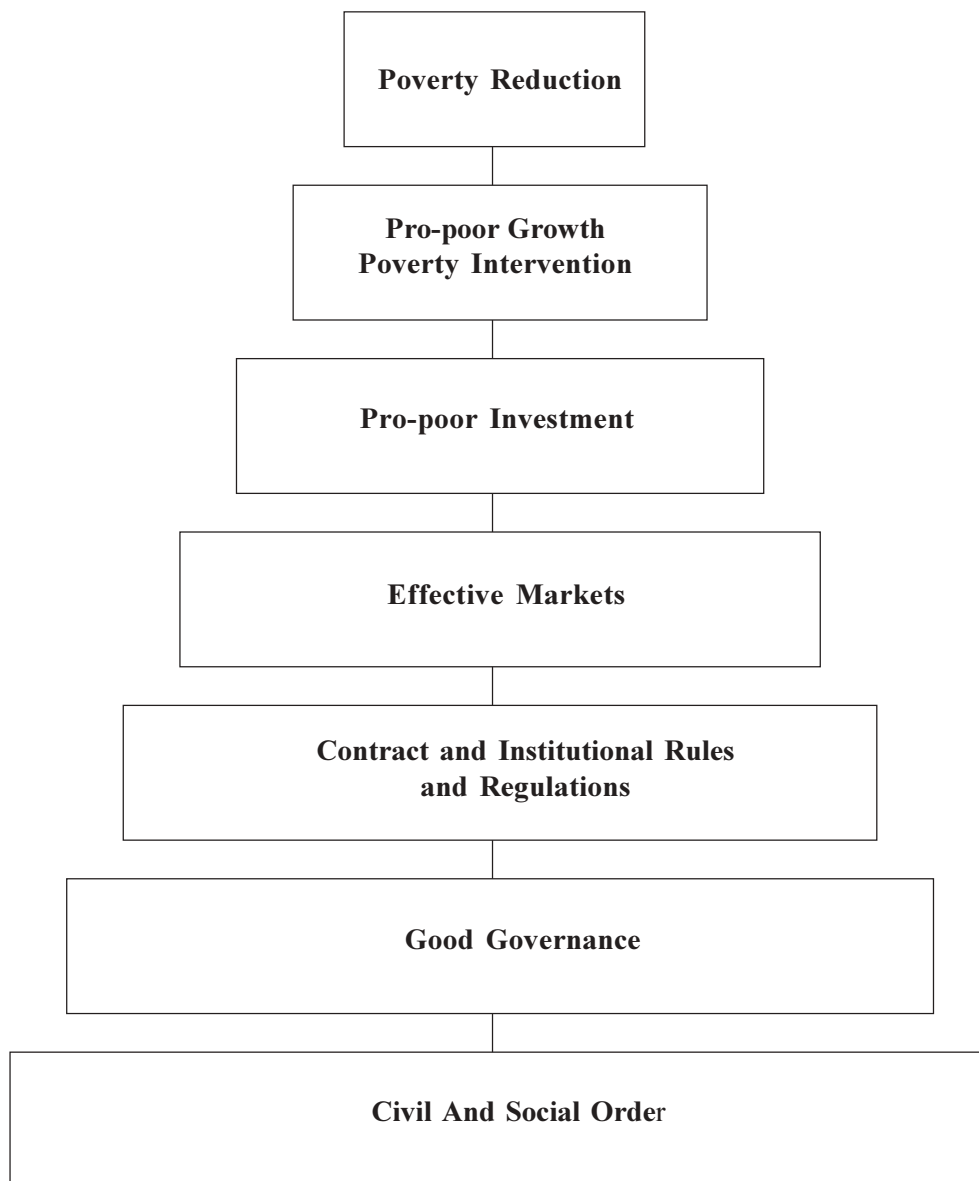 Poverty Reduction
Pro-poor Growth
Poverty Intervention
Pro-poor Investment
Effective Markets
Contract and Institutional Rules
and Regulations
Good Governance
Civil And Social Order